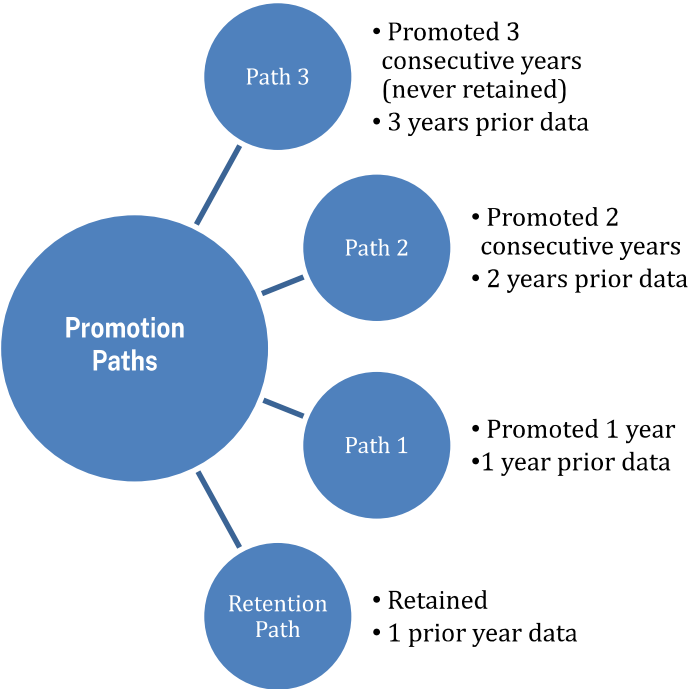 Promotion
Paths
Path 3
• Promoted 3
consecutive years
(never retained)
• 3 years prior data
Path 2
• Promoted 2
consecutive years
• 2 years prior data
Path 1
• Promoted 1 year
•1 year prior data
Retention
Path
• Retained
• 1 prior year data